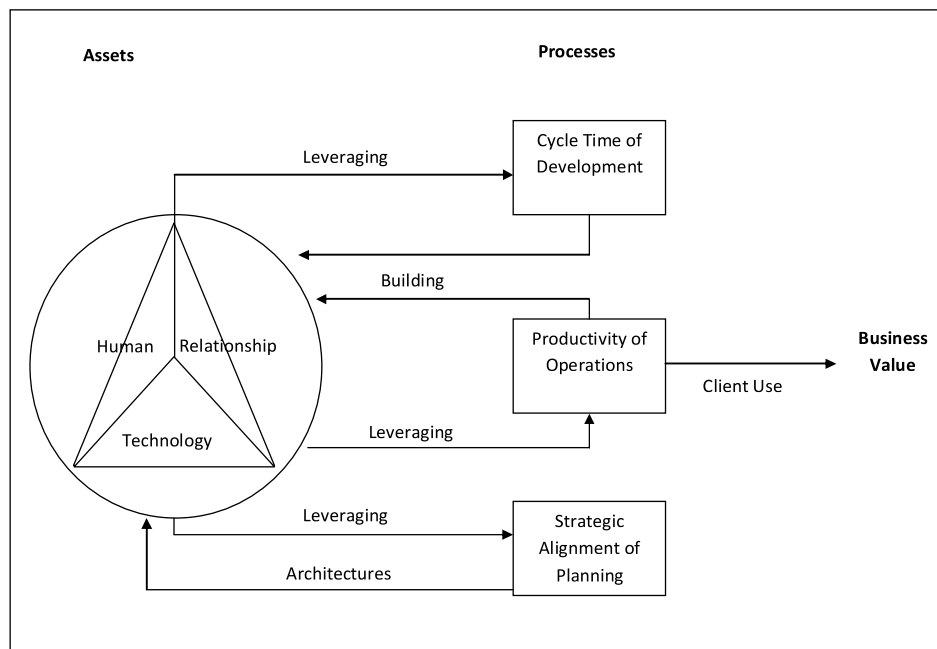 Assets
Processes
Cycle Time of
Development
Leveraging
Building
Human
Relationship
Technology
Productivity of
Operations
Business
Value
Client Use
Leveraging
Leveraging
Strategic
Alignment of
Planning
Architectures